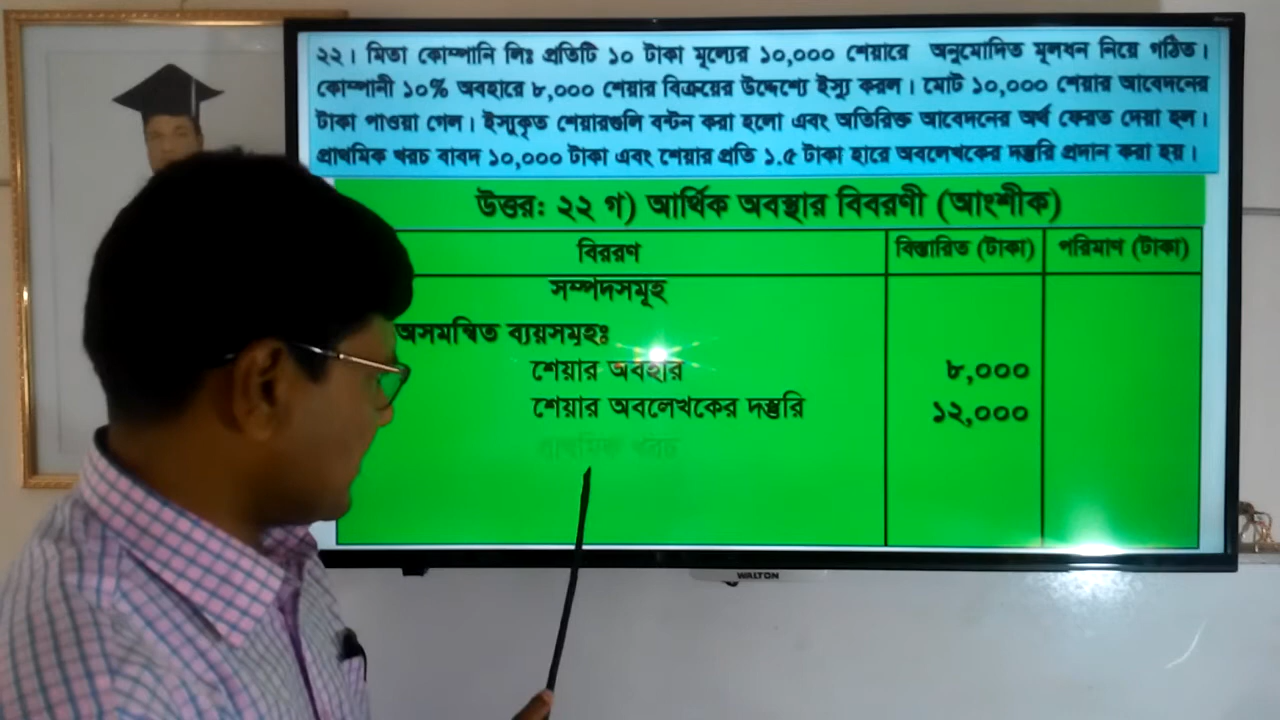 ২২। মিতা কোম্পানি লিঃ প্রতিটি ১০ টাকা মূল্যের ১০,০০০ শেয়ারে অনুমোদিত মূলধন নিয়ে গঠিত।
কোম্পানী ১০% অবহারে ৮,০০০ শেয়ার বিক্রয়ের উদ্দেশ্যে ইস্যু করল। মোট ১০,০০০ শেয়ার আবেদনের
টাকা পাওয়া গেল। ইস্যুকৃত শেয়ারগুলি বন্টন করা হলো এবং অতিরিক্ত আবেদনের অর্থ ফেরত দেয়া হল।
প্রাথমিক খরচ বাবদ ১০,০০০ টাকা এবং শেয়ার প্রতি ১.৫ টাকা হারে অবলেখকের দস্তুরি প্রদান করা হয়।
উত্তর: ২২ গ) আর্থিক অবস্থার বিবরণী (আংশীক)
বিররণ বিস্তারিত (টাকা) পরিমাণ (টাকা)
সম্পদসমূহ
অসমন্বিত ব্যয়সমূহঃ
শেয়ার অবহার ৮,০০০
শেয়ার অবলেখকের দস্তুরি ১২,০০০
প্রাথমিক খরচ
WALTON